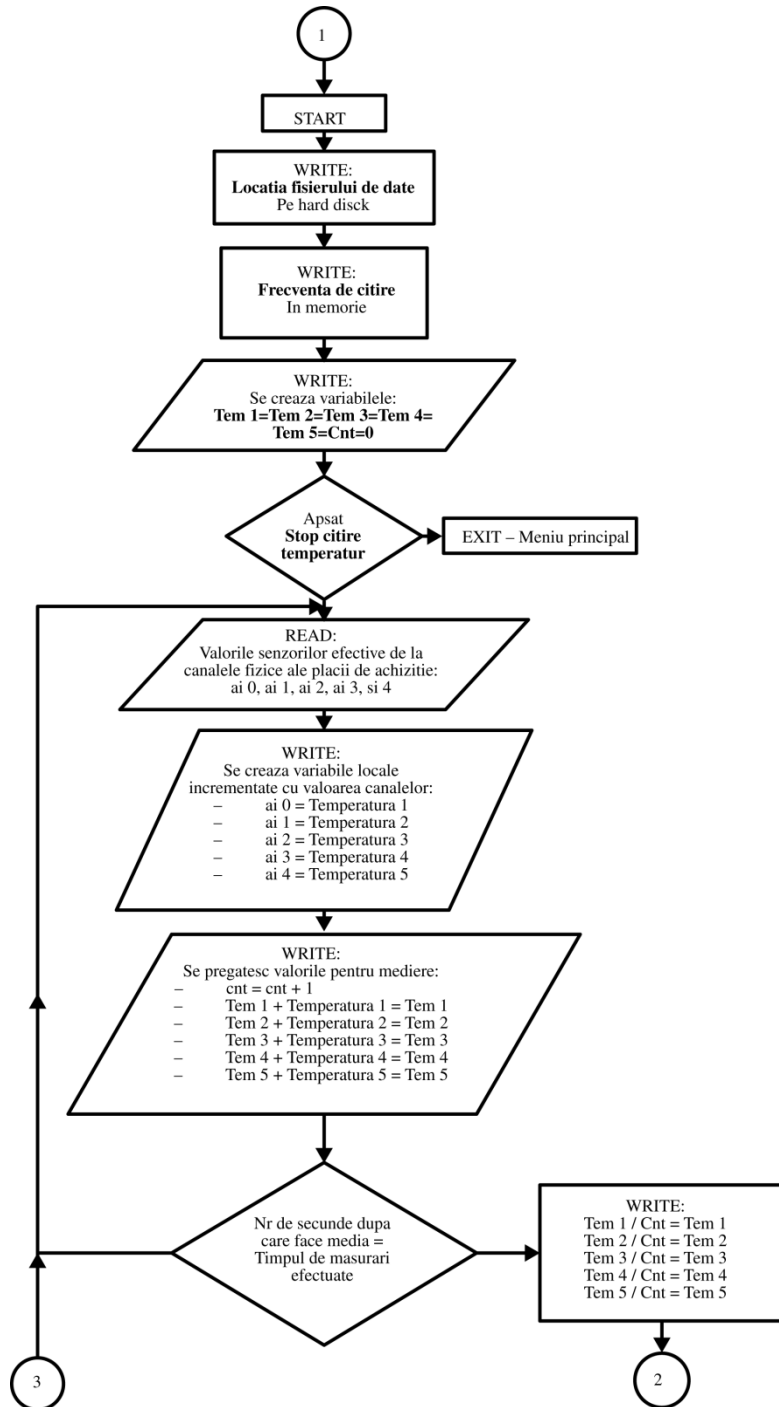 1
START
WRITE:
Locatia fisierului de date
Pe hard disck
WRITE:
Frecventa de citire
In memorie
WRITE:
Se creaza variabilele:
Tem 1=Tem 2=Tem 3=Tem 4=
Tem 5=Cnt=0
Apsat
Stop citire
temperatur
EXIT – Meniu principal
READ:
Valorile senzorilor efective de la
canalele fizice ale placii de achizitie:
ai 0, ai 1, ai 2, ai 3, si 4
WRITE:
Se creaza variabile locale
incrementate cu valoarea canalelor:
– ai 0 = Temperatura 1
– ai 1 = Temperatura 2
– ai 2 = Temperatura 3
– ai 3 = Temperatura 4
– ai 4 = Temperatura 5
WRITE:
Se pregatesc valorile pentru mediere:
– cnt = cnt + 1
– Tem 1 + Temperatura 1 = Tem 1
– Tem 2 + Temperatura 2 = Tem 2
– Tem 3 + Temperatura 3 = Tem 3
– Tem 4 + Temperatura 4 = Tem 4
– Tem 5 + Temperatura 5 = Tem 5
Nr de secunde dupa
care face media =
Timpul de masurari
efectuate
WRITE:
Tem 1 / Cnt = Tem 1
Tem 2 / Cnt = Tem 2
Tem 3 / Cnt = Tem 3
Tem 4 / Cnt = Tem 4
Tem 5 / Cnt = Tem 5
3
2